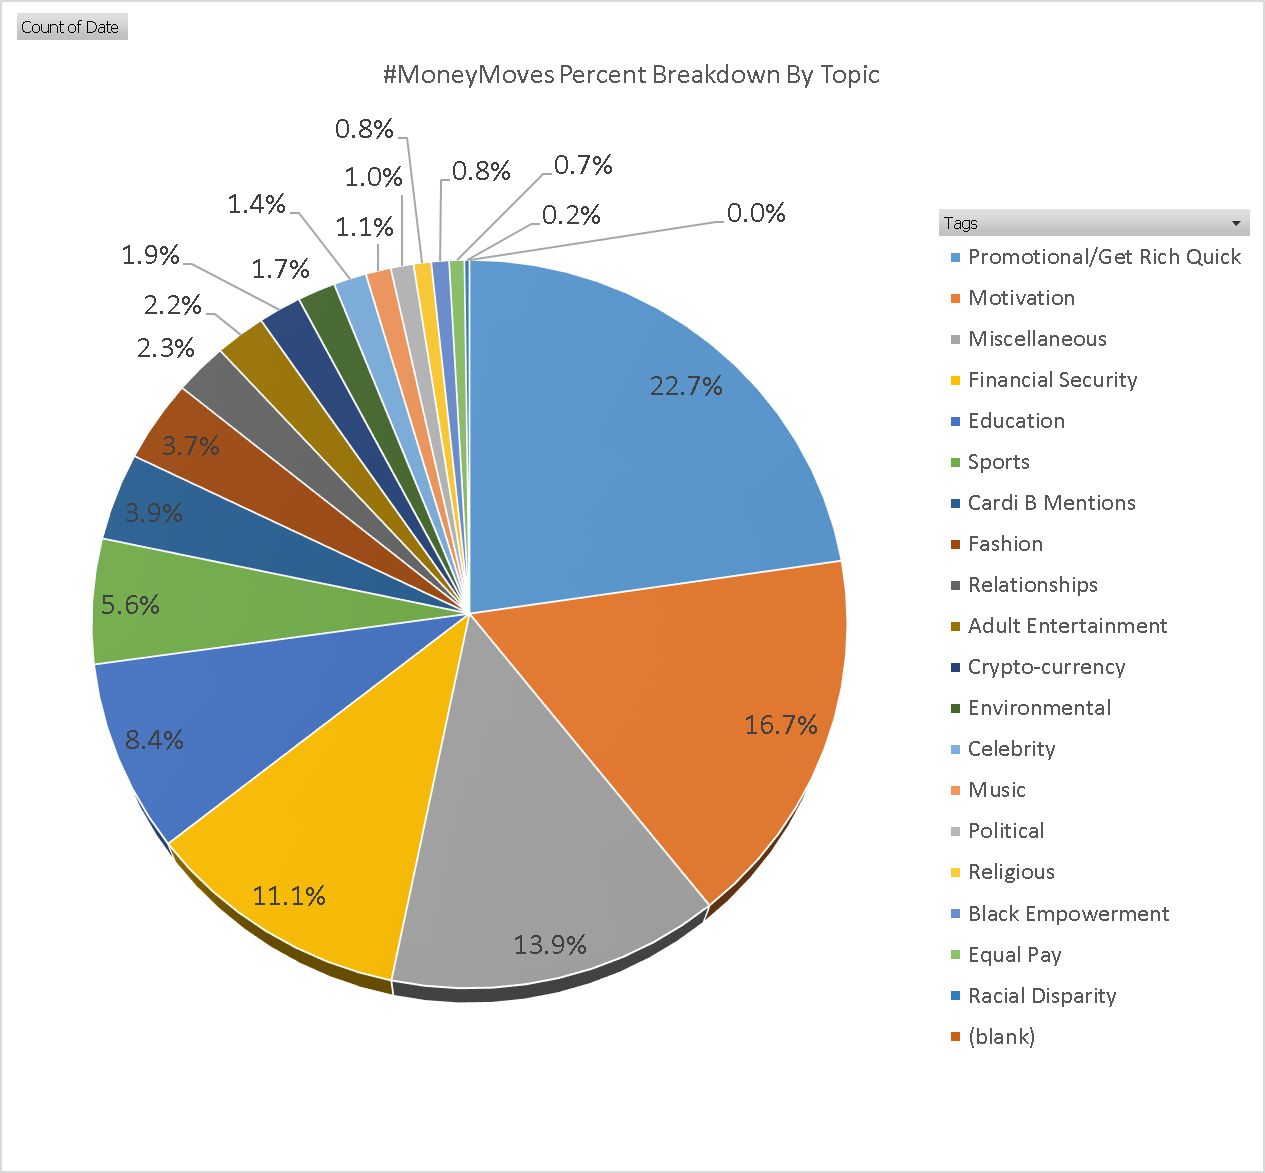 Count of Date
#MoneyMoves Percent Breakdown By Topic
0.8%
0.8%
0.7%
1.0%
1.4%
1.1%
0.2%
0.0%
1.9%
1.7%
2.2%
2.3%
22.7%
3.7%
3.9%
5.6%
16.7%
8.4%
11.1%
13.9%
Tags
Promotional/Get Rich Quick
Motivation
Miscellaneous
Financial Security
Education
Sports
Cardi B Mentions
Fashion
Relationships
Adult Entertainment
Crypto-currency
Environmental
Celebrity
Music
Political
Religious
Black Empowerment
Equal Pay
Racial Disparity
(blank)